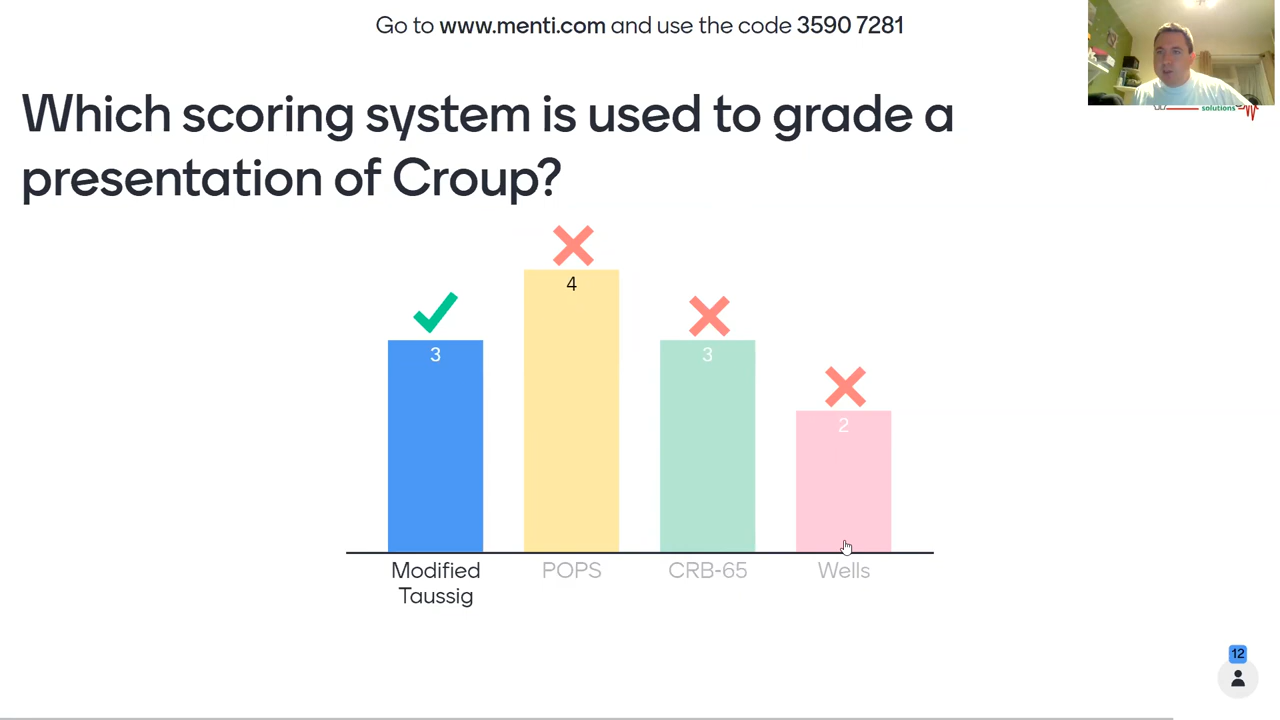 Go to www.menti.com and use the code 3590 7281
solutions
Which scoring system is used to grade a
presentation of Croup?
4
3
3
2
Modified
Taussig
POPS
CRB-65
Wells
12